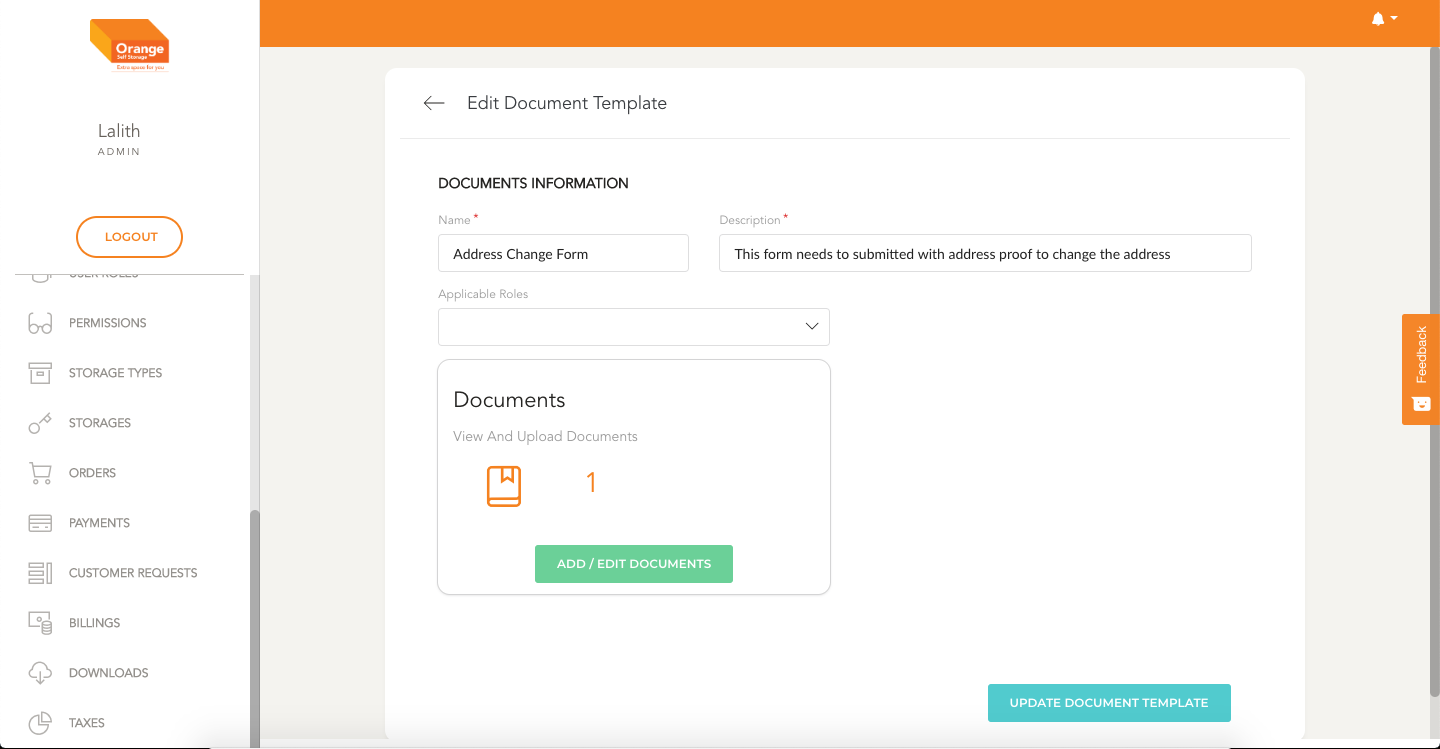 Orange
Self Storage
Extra space for you
Lalith
ADMIN
LOGOUT
USER ROLES
PERMISSIONS
STORAGE TYPES
STORAGES
ORDERS
PAYMENTS
CUSTOMER REQUESTS
BILLINGS
DOWNLOADS
TAXES
Edit Document Template
DOCUMENTS INFORMATION
Name *
Description *
Address Change Form
This form needs to submitted with address proof to change the address
Applicable Roles
Documents
View And Upload Documents
1
ADD / EDIT DOCUMENTS
UPDATE DOCUMENT TEMPLATE
Feedback